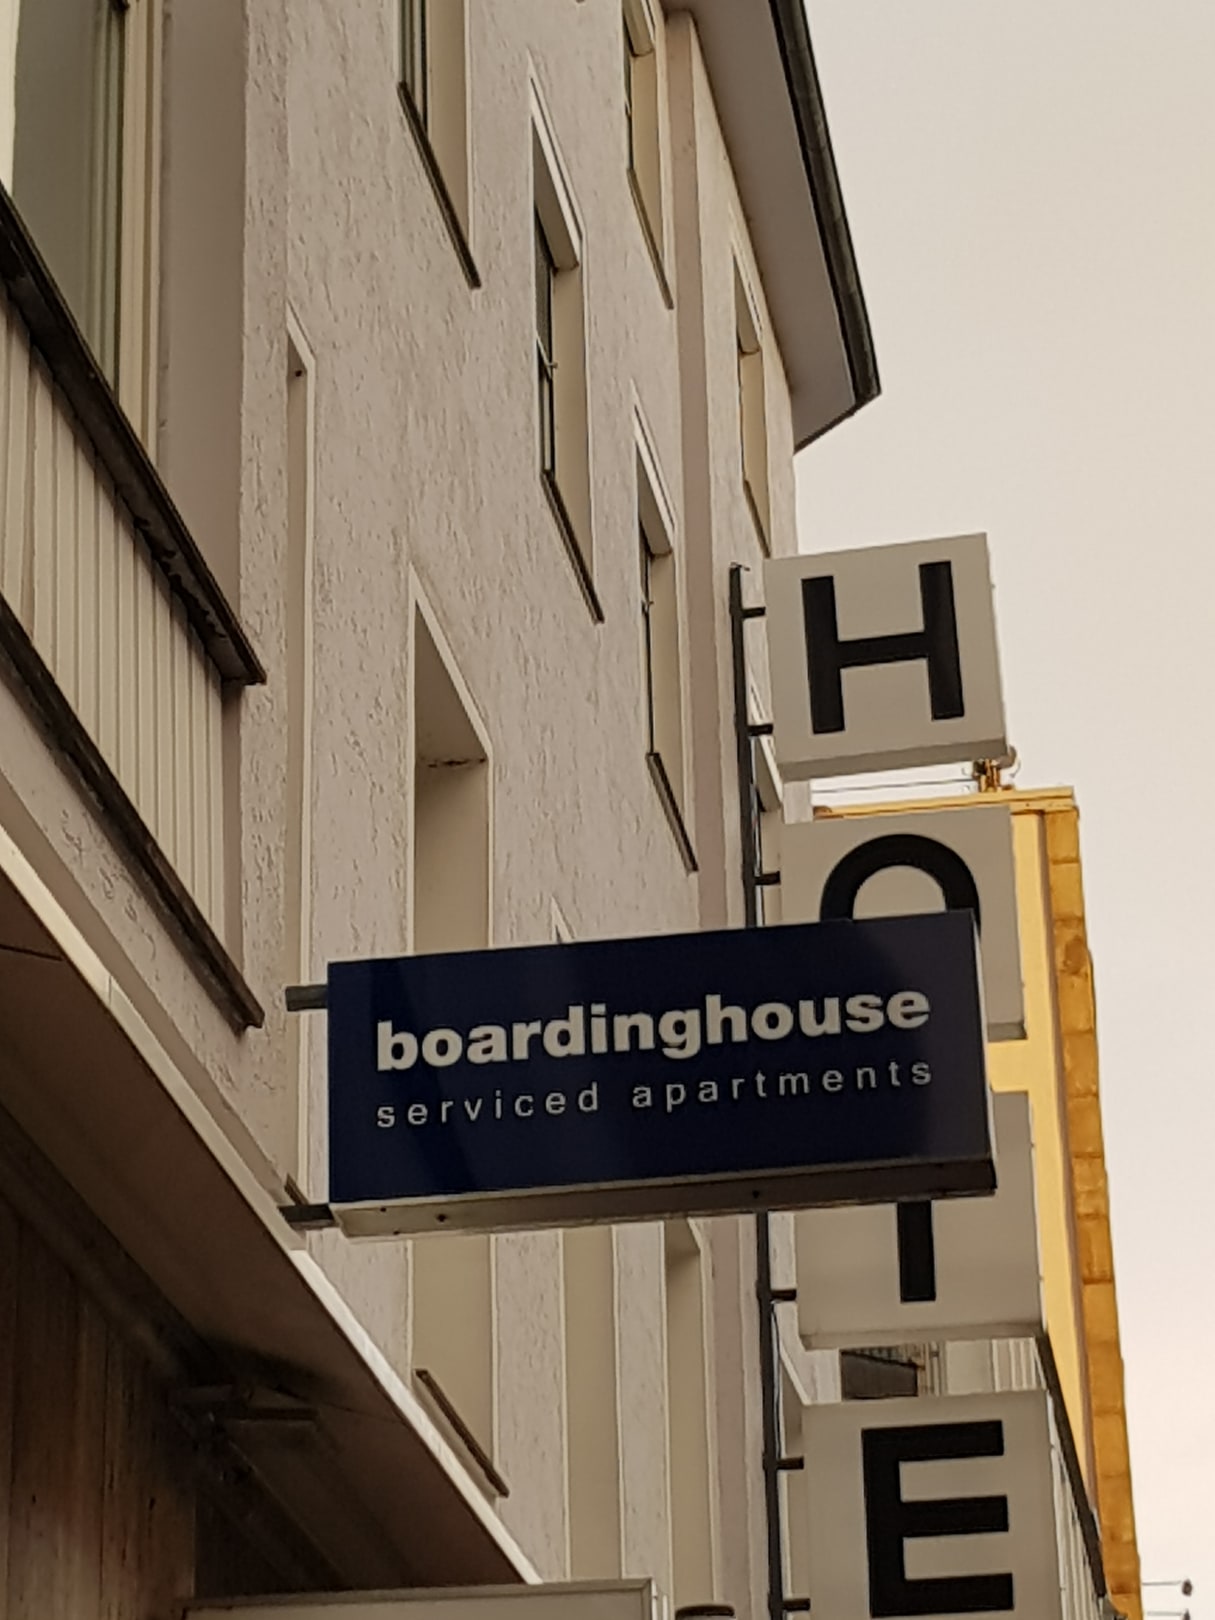 H
O
T
E
boardinghouse
serviced apartments